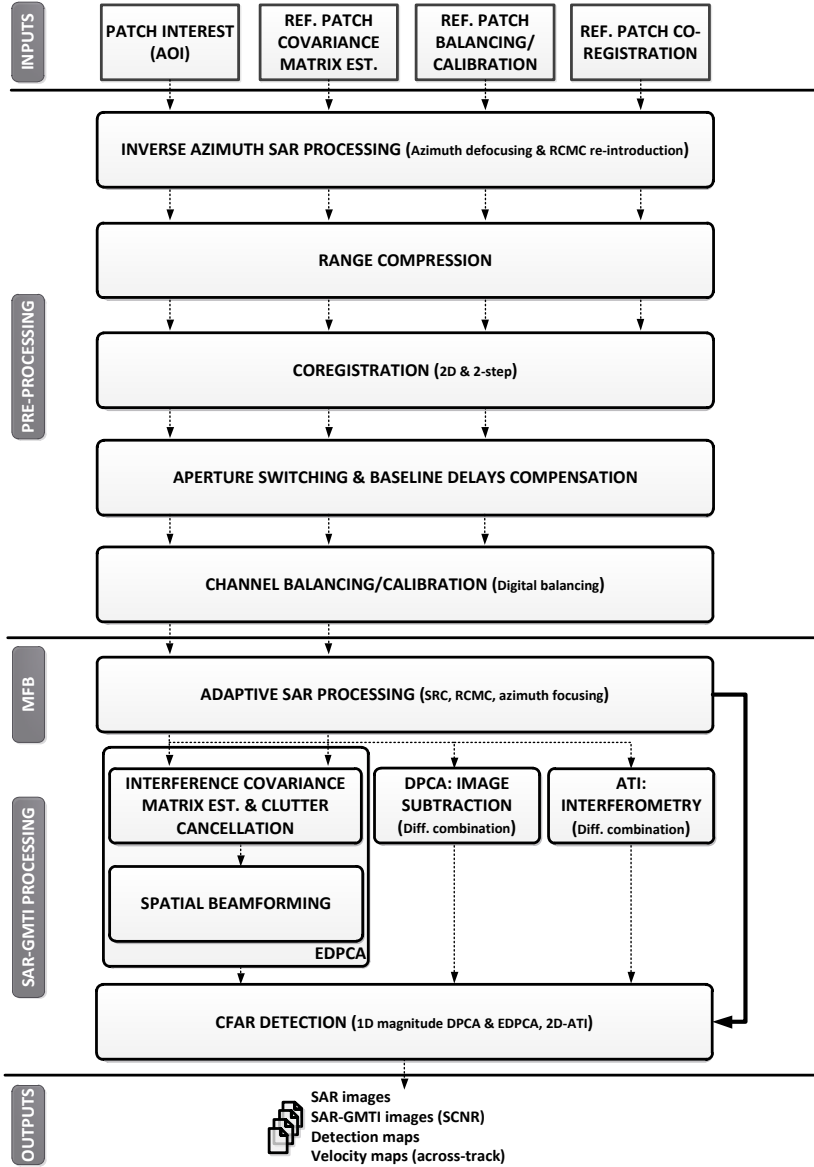 INPUTS
PATCH INTEREST
(AOI)
REF. PATCH
COVARIANCE
MATRIX EST.
REF. PATCH
BALANCING/
CALIBRATION
REF. PATCH CO-
REGISTRATION
PRE-PROCESSING
INVERSE AZIMUTH SAR PROCESSING (Azimuth defocusing & RCMC re-introduction)
RANGE COMPRESSION
COREGISTRATION (2D & 2-step)
APERTURE SWITCHING & BASELINE DELAYS COMPENSATION
CHANNEL BALANCING/CALIBRATION (Digital balancing)
MFB
ADAPTIVE SAR PROCESSING (SRC, RCMC, azimuth focusing)
SAR-GMTI PROCESSING
INTERFERENCE COVARIANCE
MATRIX EST. & CLUTTER
CANCELLATION
DPCA: IMAGE
SUBTRACTION
(Diff. combination)
ATI:
INTERFEROMETRY
(Diff. combination)
SPATIAL BEAMFORMING
EDPCA
CFAR DETECTION (1D magnitude DPCA & EDPCA, 2D-ATI)
OUTPUTS
SAR images
SAR-GMTI images (SCNR)
Detection maps
Velocity maps (across-track)